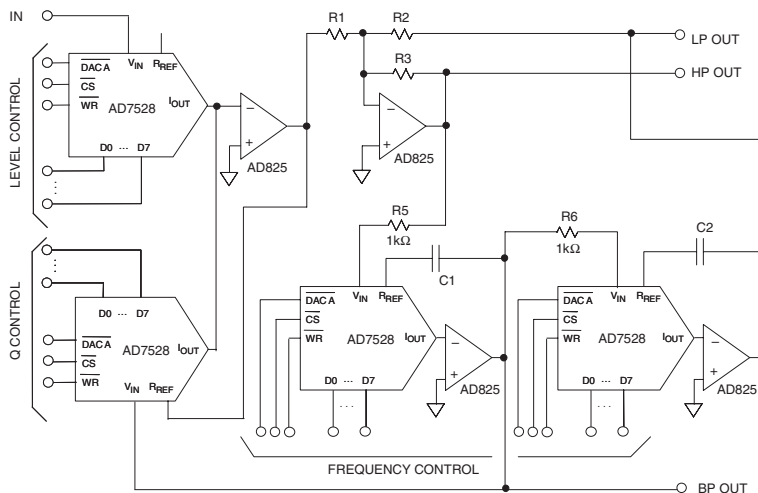 IN
R1
R2
LP OUT
R3
HP OUT
LEVEL CONTROL
DACA
CS
WR
VIN
RREF
AD7528
IOUT
D0 ... D7
−
+
AD825
−
+
AD825
R5
1kΩ
C1
R6
1kΩ
C2
Q CONTROL
D0 ... D7
DACA
CS
WR
AD7528
IOUT
VIN
RREF
DACA
CS
WR
VIN
RREF
AD7528
IOUT
D0 ... D7
−
+
AD825
DACA
CS
WR
VIN
RREF
AD7528
IOUT
D0 ... D7
−
+
AD825
FREQUENCY CONTROL
BP OUT